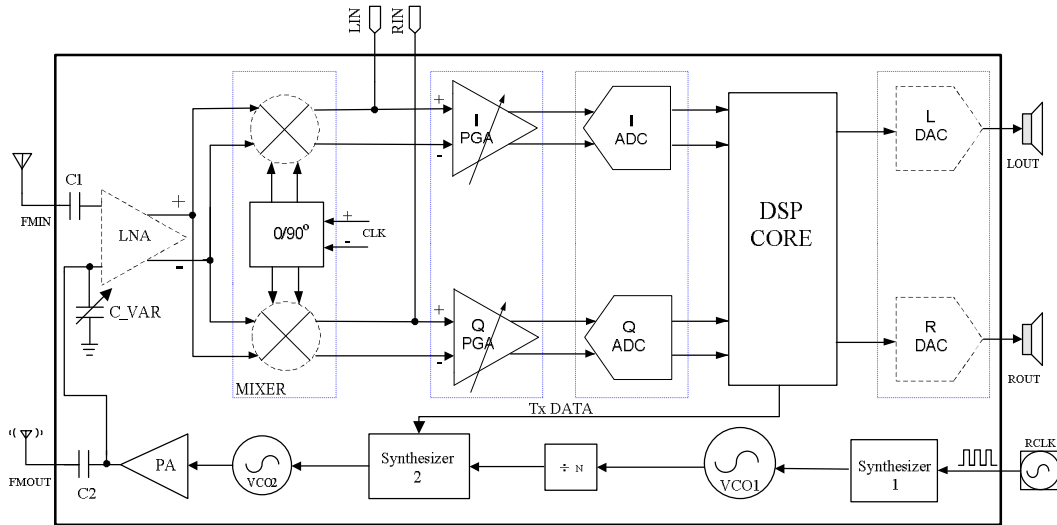 LIN
RIN
+
I
PGA
-
I
ADC
L
DAC
LOUT
C1
FMIN
+
LNA
-
0/90°
+
CLK
-
DSP
CORE
C_VAR
+
Q
PGA
-
Q
ADC
R
DAC
ROUT
MIXER
Tx DATA
((  ))
FMOUT
C2
PA
VCO2
Synthesizer
2
÷ N
VCO1
Synthesizer
1
RCLK